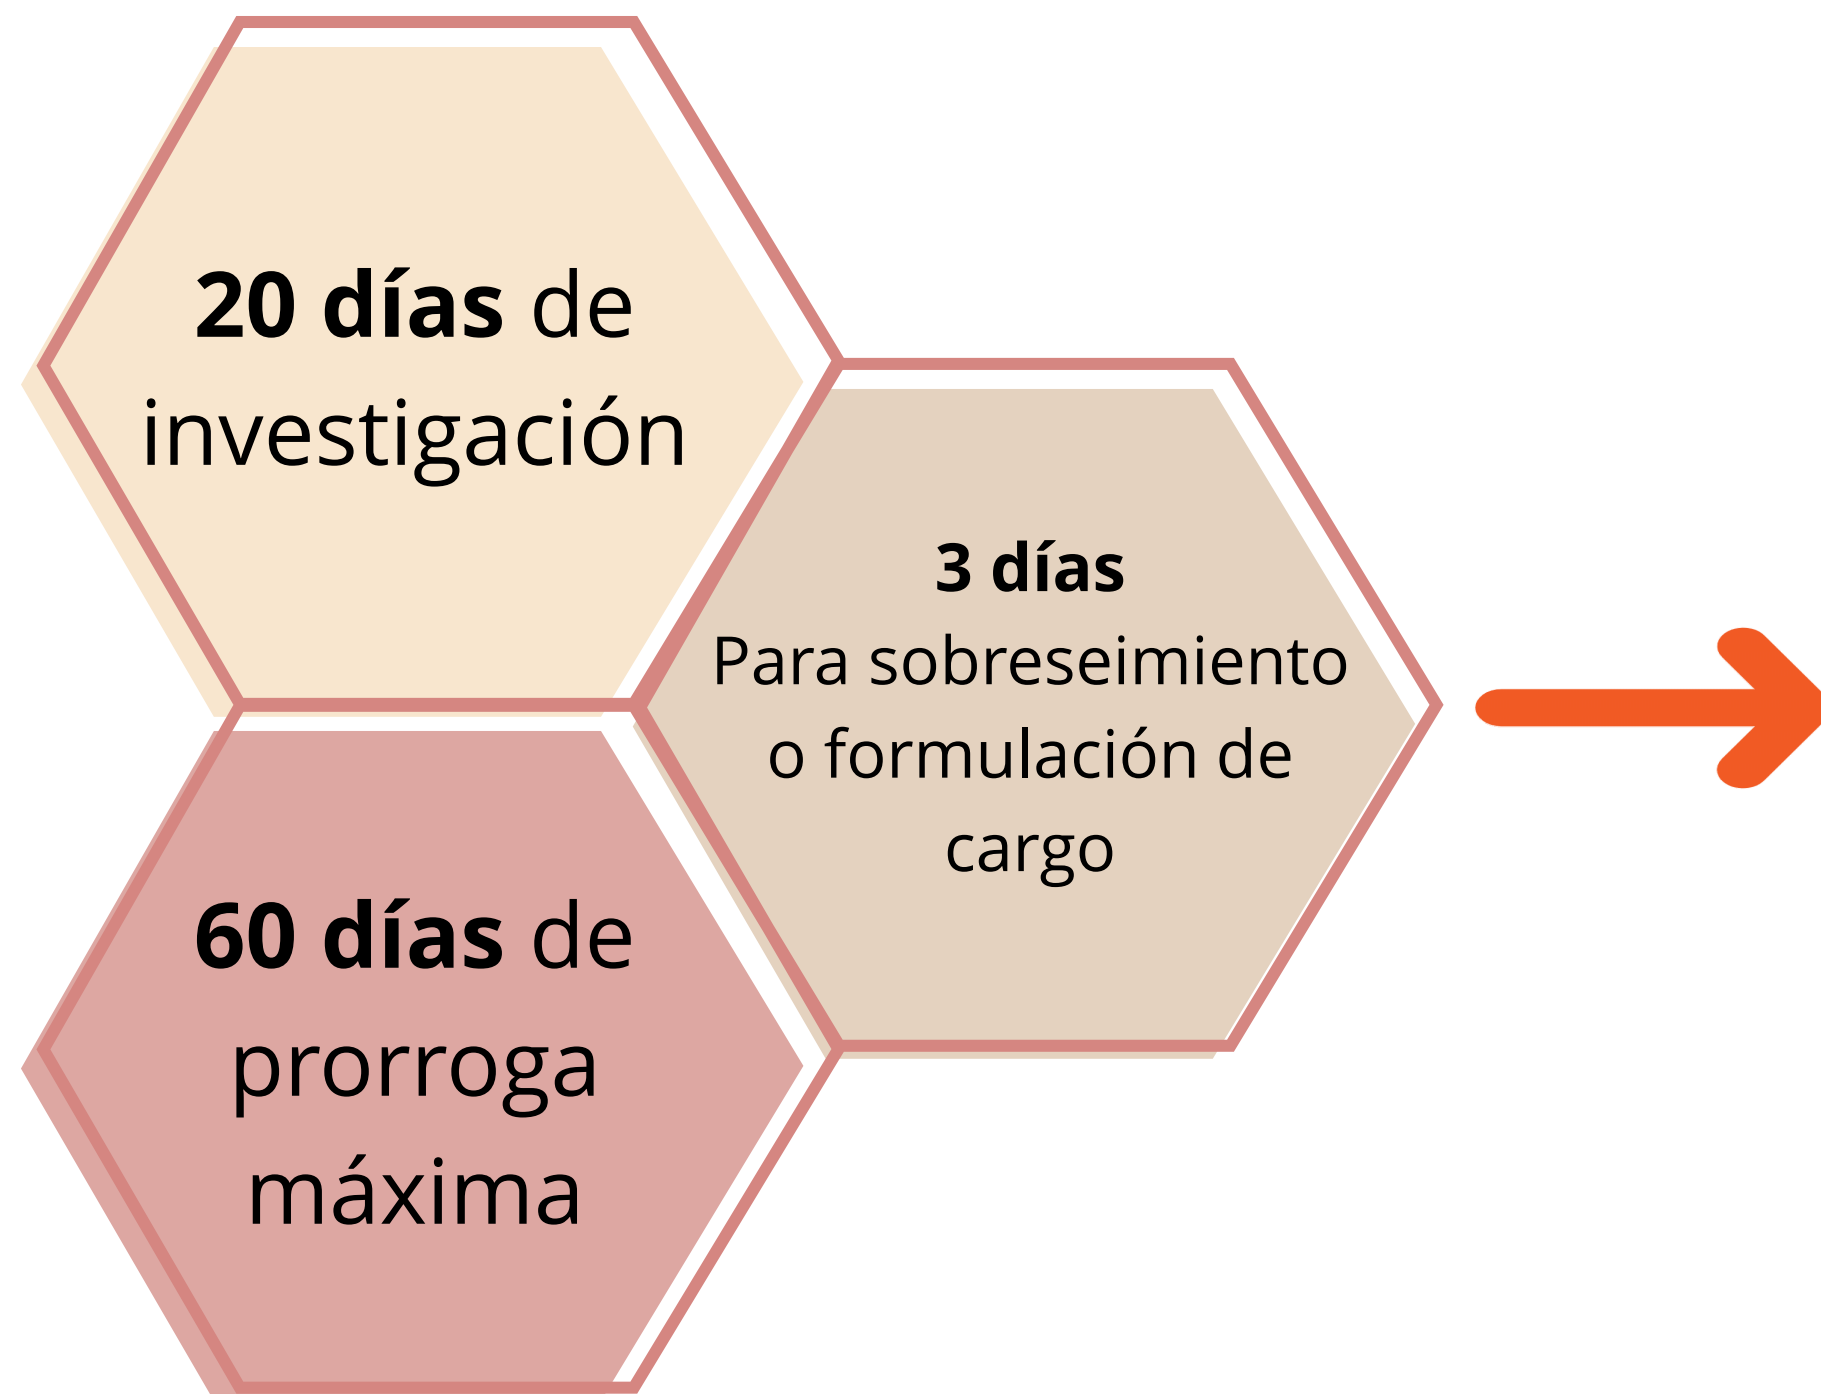 20 días de
investigación
3 días
Para sobreseimiento
o formulación de
cargo
60 días de
prorroga
máxima